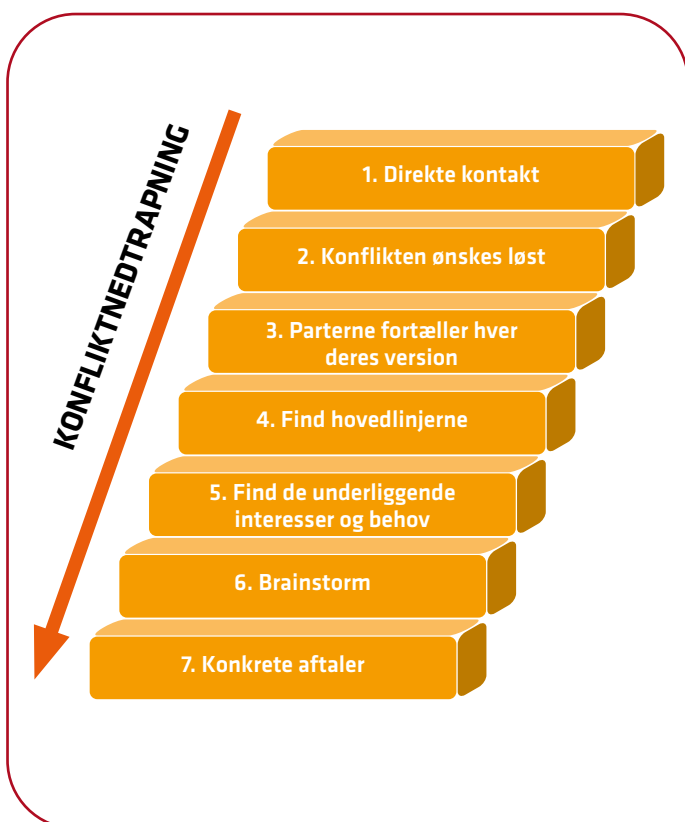 KONFLIKTNEDTRAPNING
1. Direkte kontakt
2. Konflikten ønskes løst
3. Parterne fortæller hver
deres version
4. Find hovedlinjerne
5. Find de underliggende
interesser og behov
6. Brainstorm
7. Konkrete aftaler